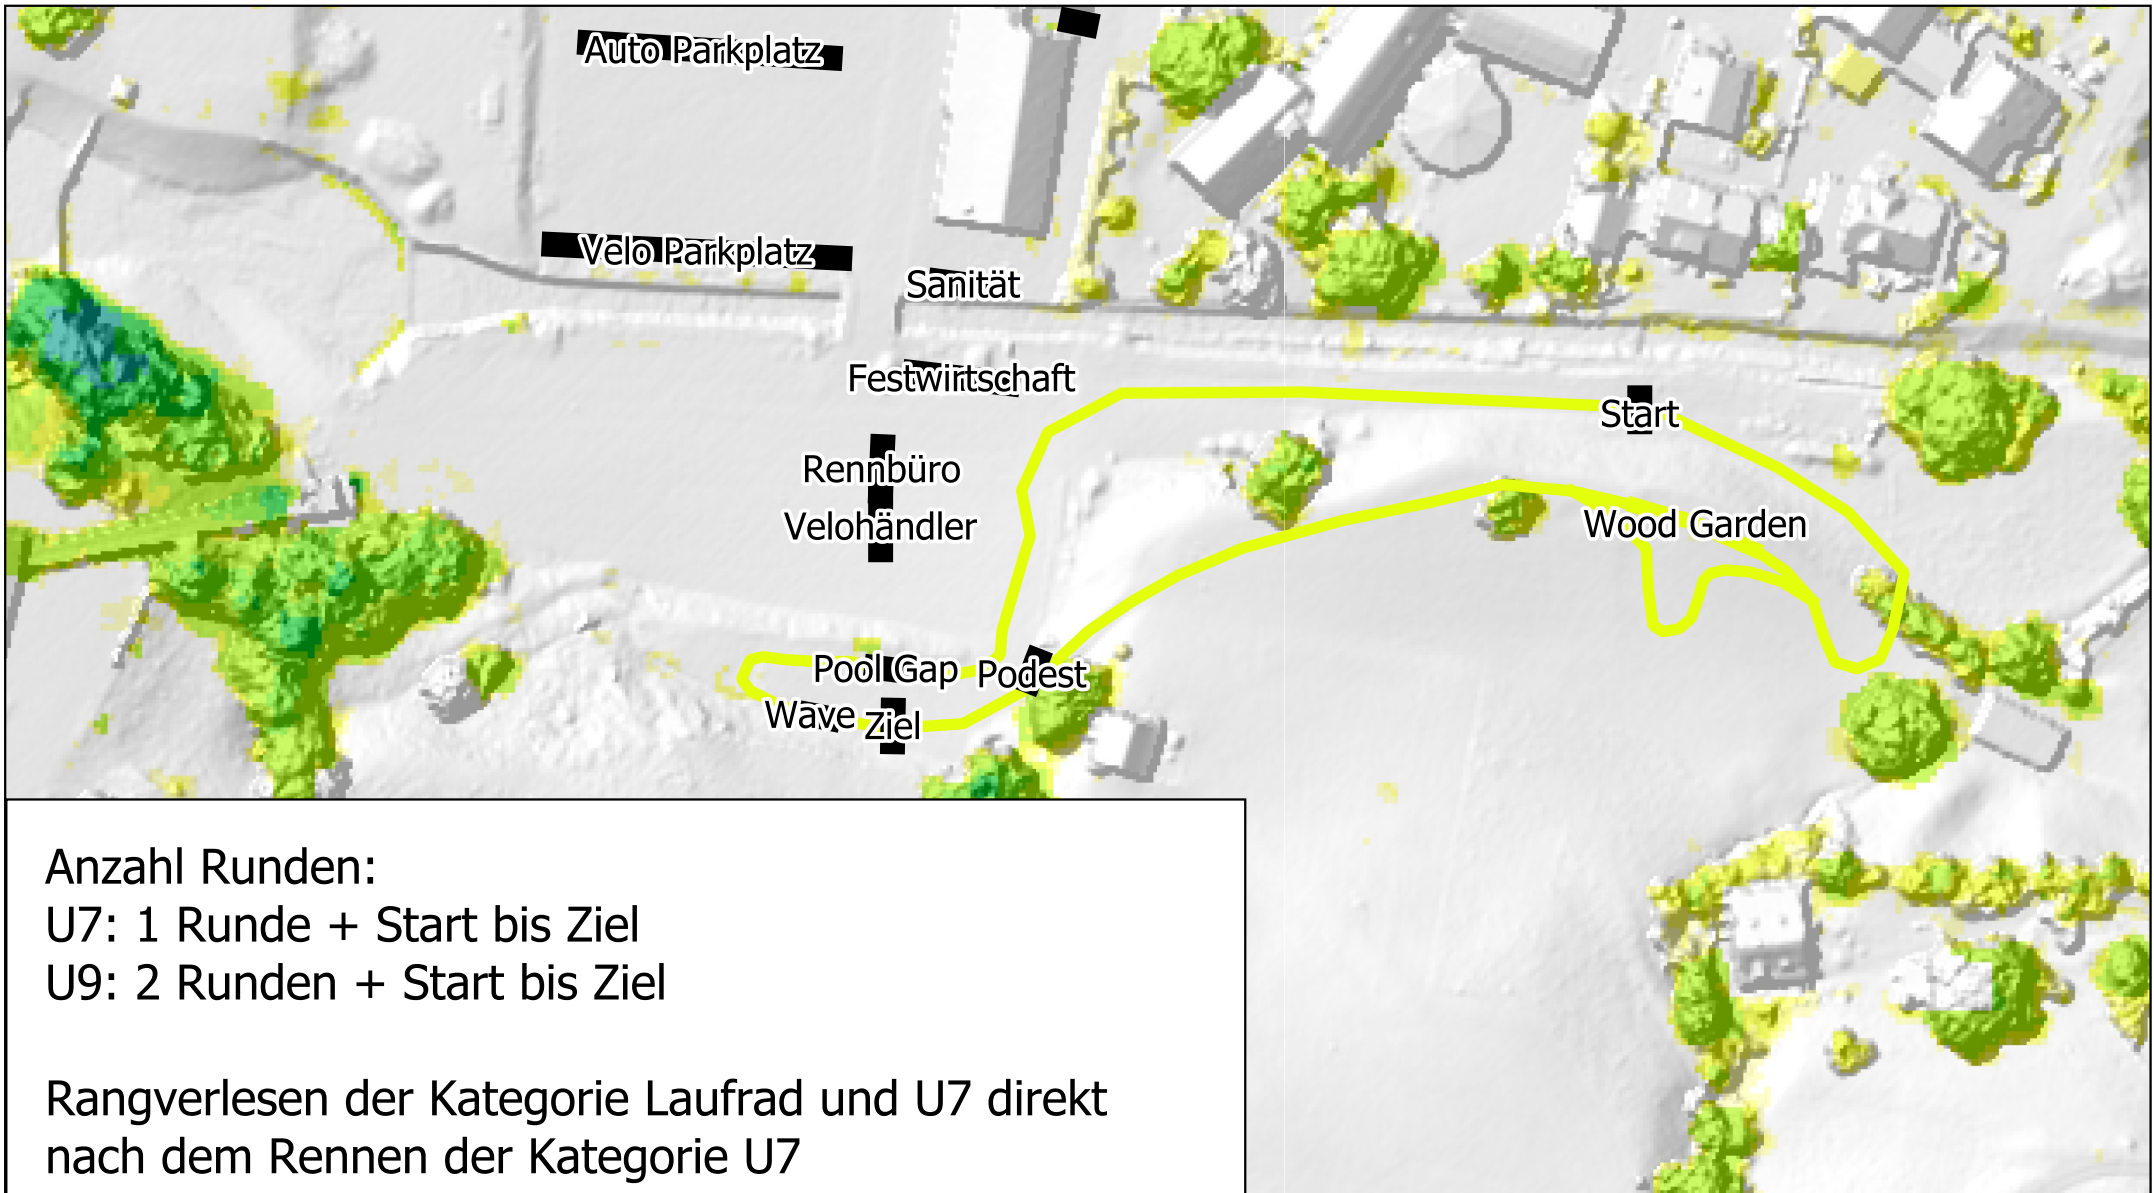 Auto Parkplatz
Velo Parkplatz
Sanität
Festwirtschaft
Start
Rennbüro
Velohändler
Wood Garden
Pool Gap
Podest
Wave
Ziel
Anzahl Runden:
U7: 1 Runde + Start bis Ziel
U9: 2 Runden + Start bis Ziel
Rangverlesen der Kategorie Laufrad und U7 direkt
nach dem Rennen der Kategorie U7